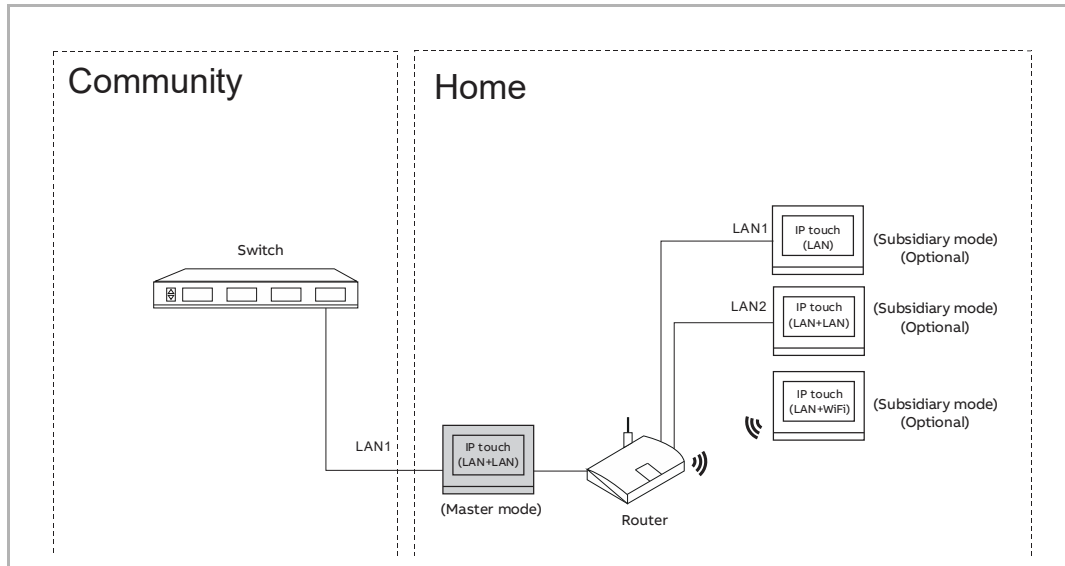 Community
Home
Switch
LAN1
IP touch
(LAN+LAN)
(Master mode)
Router
LAN1
IP touch
(LAN)
(Subsidiary mode)
(Optional)
LAN2
IP touch
(LAN+LAN)
(Subsidiary mode)
(Optional)
IP touch
(LAN+WiFi)
(Subsidiary mode)
(Optional)